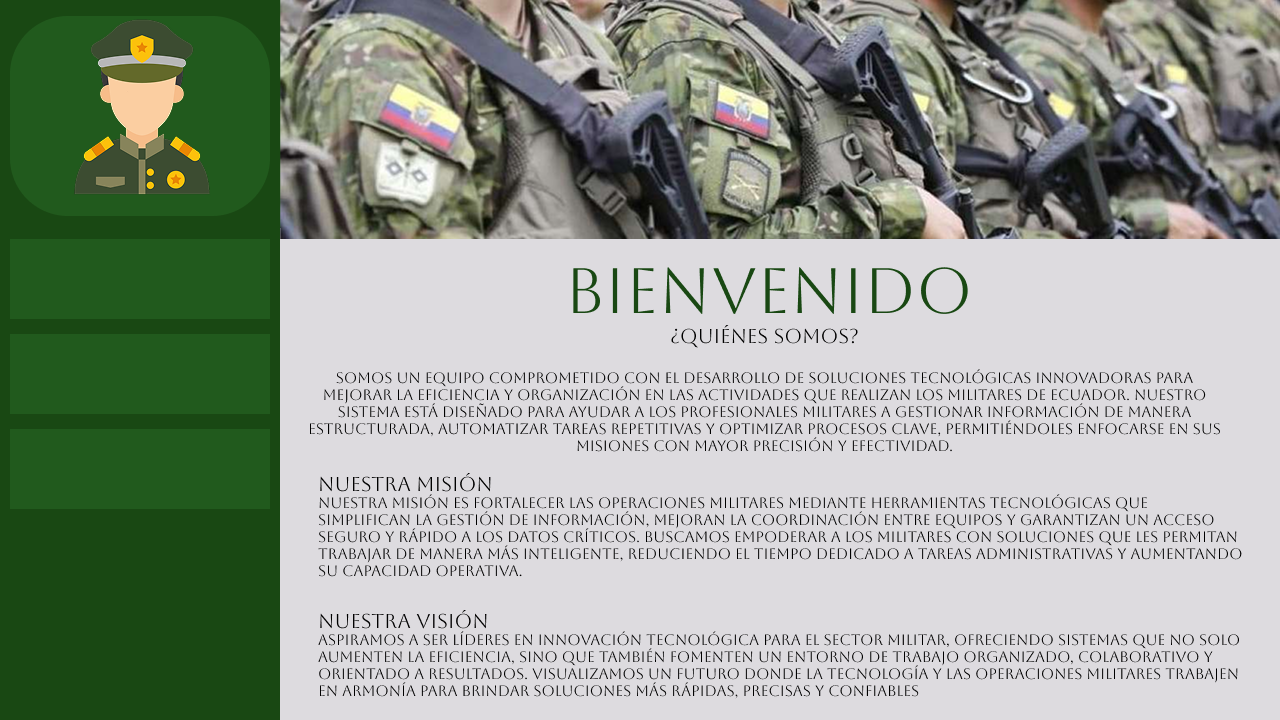 BIENVENIDO
¿QUIÉNES SOMOS?
SOMOS UN EQUIPO COMPROMETIDO CON EL DESARROLLO DE SOLUCIONES TECNOLÓGICAS INNOVADORAS PARA
MEJORAR LA EFICIENCIA Y ORGANIZACIÓN EN LAS ACTIVIDADES QUE REALIZAN LOS MILITARES DE ECUADOR. NUESTRO
SISTEMA ESTÁ DISEÑADO PARA AYUDAR A LOS PROFESIONALES MILITARES A GESTIONAR INFORMACIÓN DE MANERA
ESTRUCTURADA, AUTOMATIZAR TAREAS REPETITIVAS Y OPTIMIZAR PROCESOS CLAVE, PERMITIÉNDOLES ENFOCARSE EN SUS
MISIONES CON MAYOR PRECISIÓN Y EFECTIVIDAD.
NUESTRA MISIÓN
NUESTRA MISIÓN ES FORTALECER LAS OPERACIONES MILITARES MEDIANTE HERRAMIENTAS TECNOLÓGICAS QUE
SIMPLIFICAN LA GESTIÓN DE INFORMACIÓN, MEJORAN LA COORDINACIÓN ENTRE EQUIPOS Y GARANTIZAN UN ACCESO
SEGURO Y RÁPIDO A LOS DATOS CRÍTICOS. BUSCAMOS EMPODERAR A LOS MILITARES CON SOLUCIONES QUE LES PERMITAN
TRABAJAR DE MANERA MÁS INTELIGENTE, REDUCIENDO EL TIEMPO DEDICADO A TAREAS ADMINISTRATIVAS Y AUMENTANDO
SU CAPACIDAD OPERATIVA.
NUESTRA VISIÓN
ASPIRAMOS A SER LÍDERES EN INNOVACIÓN TECNOLÓGICA PARA EL SECTOR MILITAR, OFRECIENDO SISTEMAS QUE NO SOLO
AUMENTEN LA EFICIENCIA, SINO QUE TAMBIÉN FOMENTEN UN ENTORNO DE TRABAJO ORGANIZADO, COLABORATIVO Y
ORIENTADO A RESULTADOS. VISUALIZAMOS UN FUTURO DONDE LA TECNOLOGÍA Y LAS OPERACIONES MILITARES TRABAJEN
EN ARMONÍA PARA BRINDAR SOLUCIONES MÁS RÁPIDAS, PRECISAS Y CONFIABLES